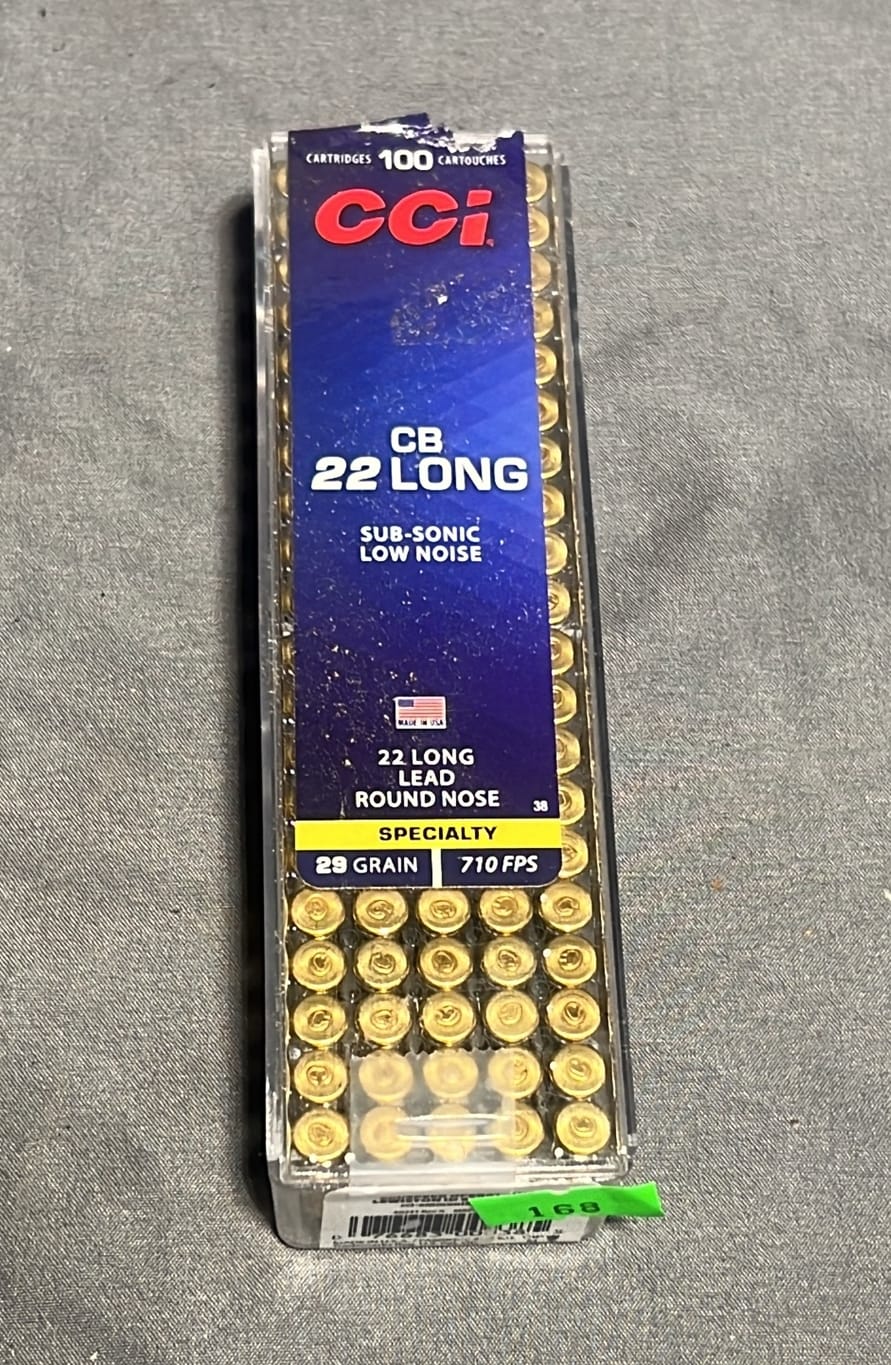 CARTRIDGES 100 CARTOUCHES
CCi
CB
22 LONG
SUB-SONIC
LOW NOISE
MADE IN USA
22 LONG
LEAD
ROUND NOSE
38
SPECIALTY
29 GRAIN 710 FPS
168